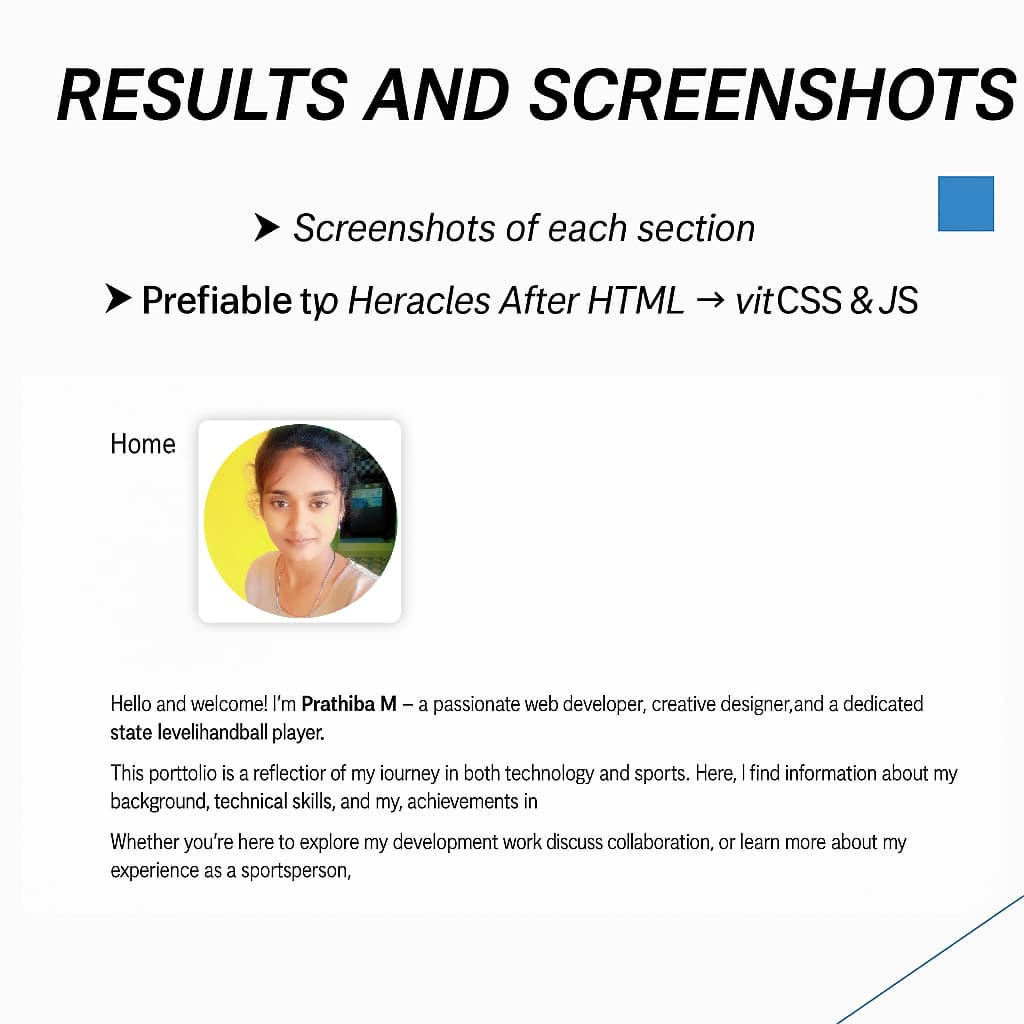 RESULTS AND SCREENSHOTS
➤ Screenshots of each section
➤ Prefiable typ Heracles After HTML → vitCSS & JS
Home
Hello and welcome! I'm Prathiba M – a passionate web developer, creative designer,and a dedicated
state levelihandball player.
This porttolio is a reflectior of my iourney in both technology and sports. Here, I find information about my
background, technical skills, and my, achievements in
Whether you're here to explore my development work discuss collaboration, or learn more about my
experience as a sportsperson,